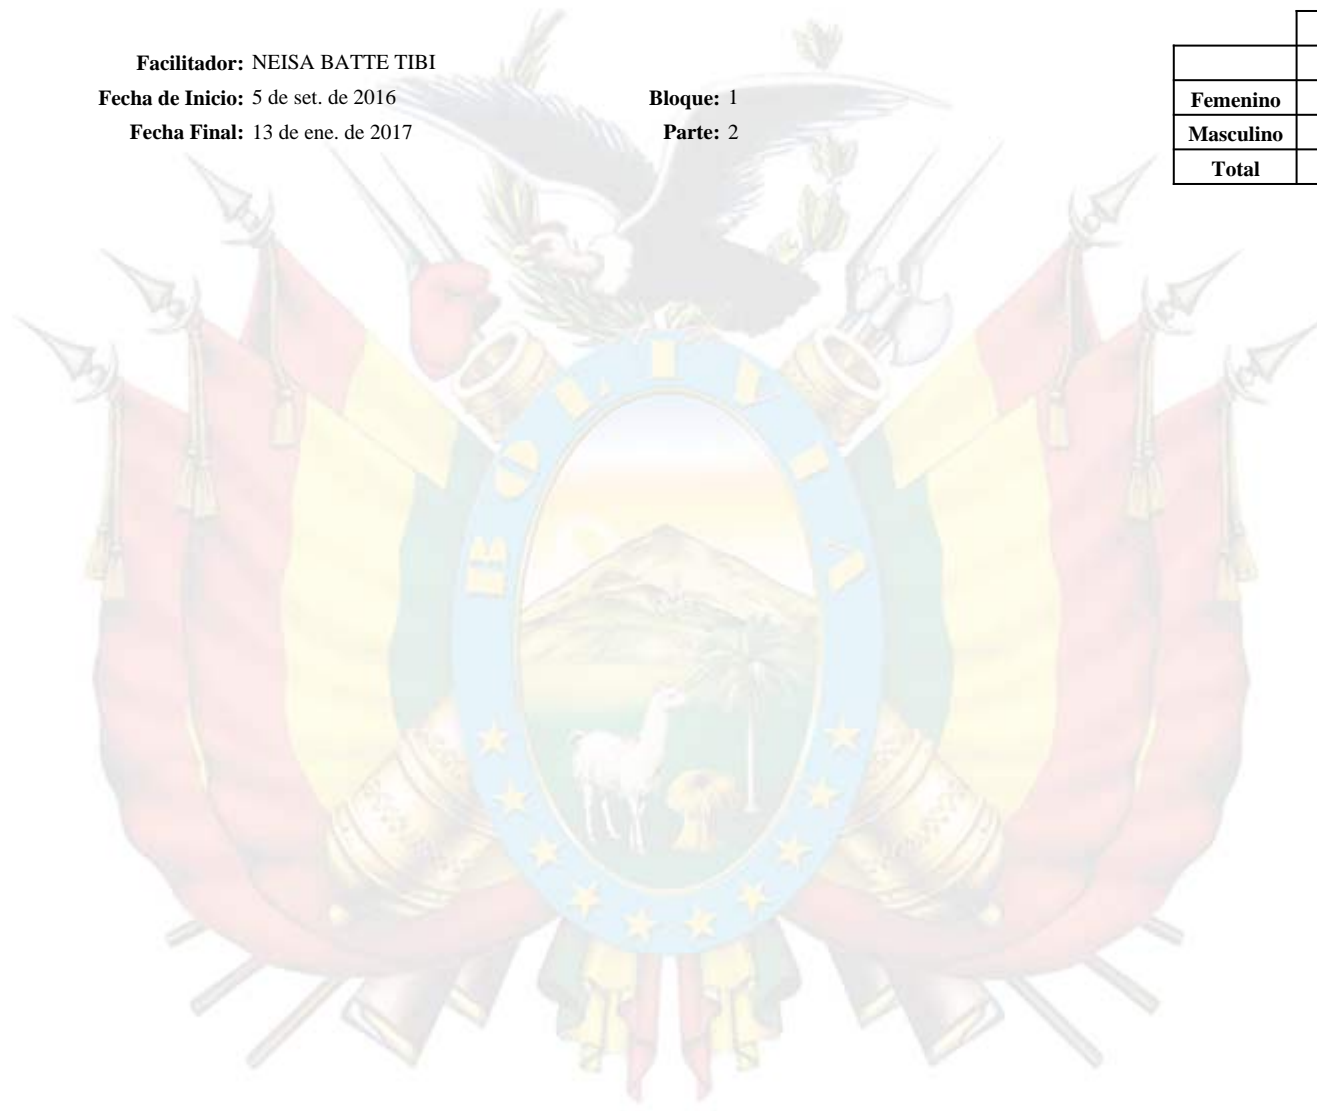 Facilitador: NEISA BATTE TIBI
Fecha de Inicio: 5 de set. de 2016 Bloque: 1
Fecha Final: 13 de ene. de 2017 Parte: 2
Femenino
Masculino
Total
BOLIVIA